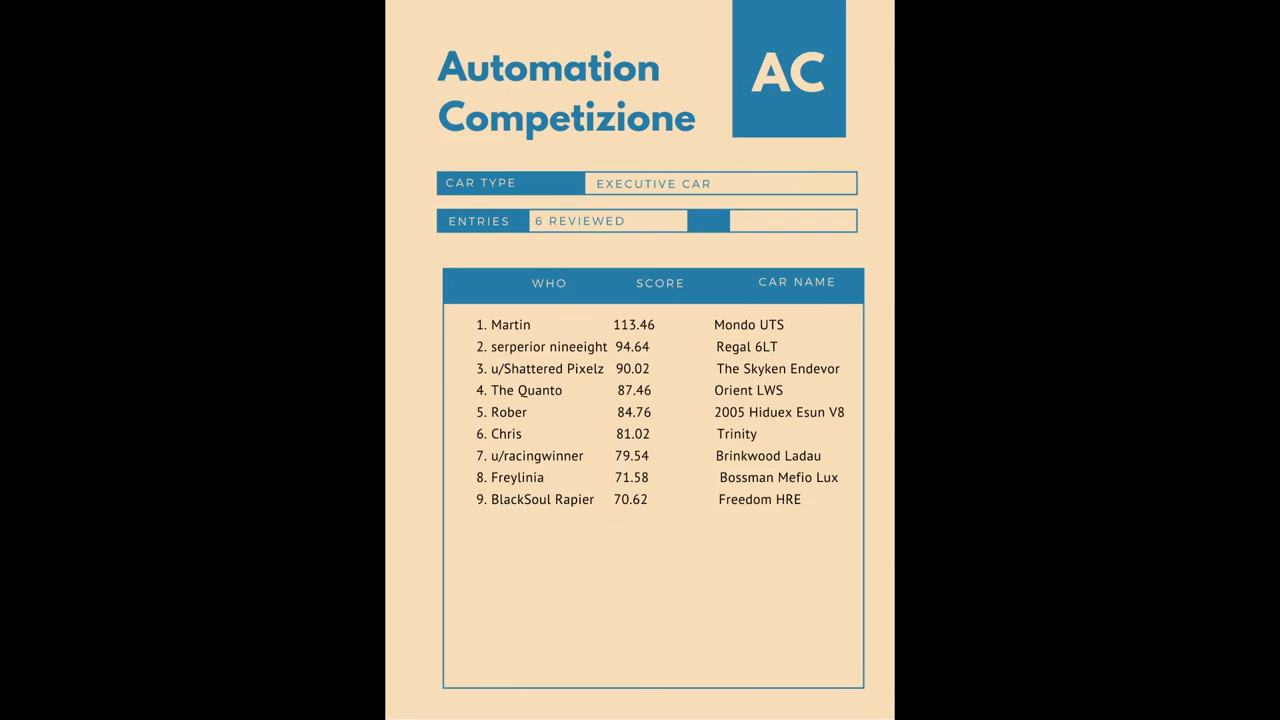 Automation
Competizione
AC
CAR TYPE EXECUTIVE CAR
ENTRIES 6 REVIEWED
WHO SCORE CAR NAME
1. Martin 113.46 Mondo UTS
2. serperior nineeight 94.64 Regal 6LT
3. u/Shattered Pixelz 90.02 The Skyken Endevor
4. The Quanto 87.46 Orient LWS
5. Rober 84.76 2005 Hiduex Esun V8
6. Chris 81.02 Trinity
7. u/racingwinner 79.54 Brinkwood Ladau
8. Freylinia 71.58 Bossman Mefio Lux
9. BlackSoul Rapier 70.62 Freedom HRE